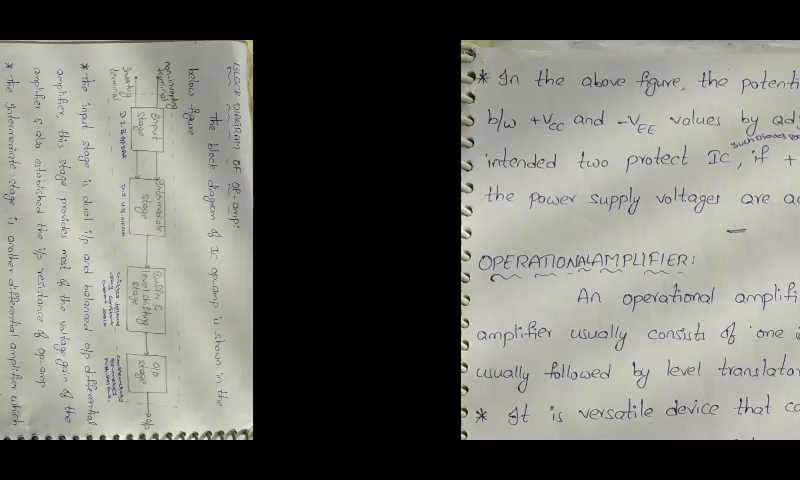 BLOCK DIAGRAM OF OP-amp:
the block diagram of IC op-amp is shown in the
below figure
non-inverting
terminal
inverting
terminal
Input
stage
Intermediate
stage
level shifting
stage
O/p
stage
o/p
* the input stage is dual i/p and balanced o/p differential
amplifier, this stage provides most of the voltage gain of the
amplifier & also established the i/p resistance of op-amp
* the Intermediate stage is another differential amplifier which
* In the above figure, the potenti
b/w +VCC and -VEE values by ad
intended two protect IC, if +
the power supply voltages are a
OPERATIONAL AMPLIFIER:
An operational amplifi
amplifier usually consists of one
usually followed by level translator
* It is versatile device that ca